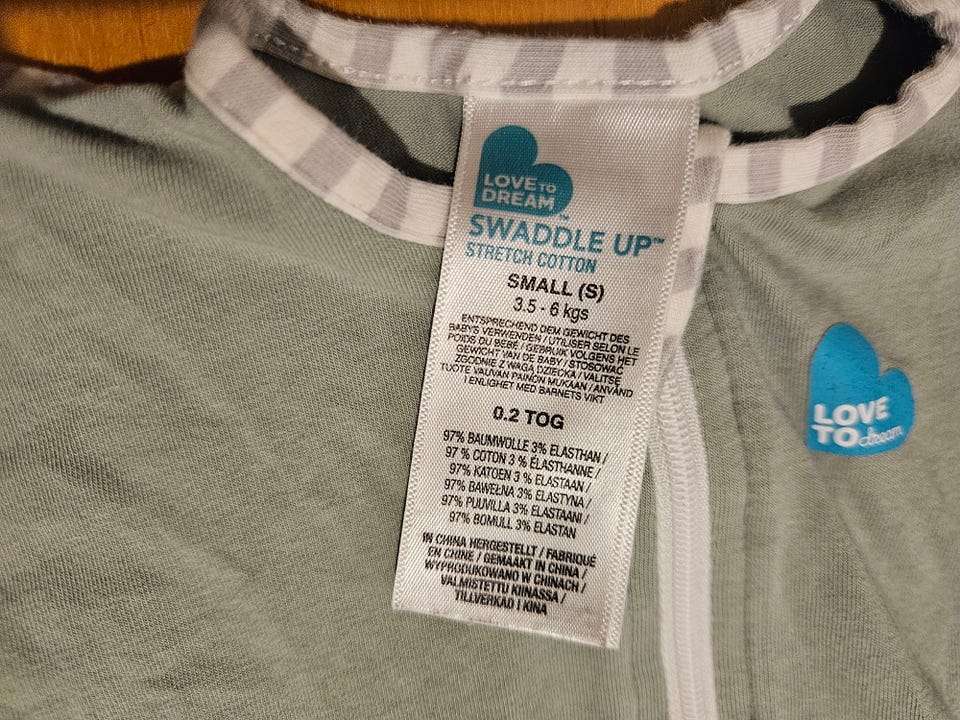 LOVE TO
DREAM™
SWADDLE UP™
STRETCH COTTON
SMALL (S)
3.5 - 6 kgs
ENTSPRECHEND DEM GEWICHT DES
BABYS VERWENDEN / UTILISER SELON LE
POIDS DU BÉBÉ / GEBRUIK VOLGENS HET
GEWICHT VAN DE BABY / STOSOWAĆ
ZGODNIE Z WAGĄ DZIECKA / VALITSE
TUOTE VAUVAN PAINON MUKAAN / ANVÄND
I ENLIGHET MED BARNETS VIKT
0.2 TOG
97% BAUMWOLLE 3% ELASTHAN /
97 % COTON 3 % ÉLASTHANNE /
97% KATOEN 3 % ELASTAAN /
97% BAWEŁNA 3% ELASTYNA /
97% PUUVILLA 3% ELASTAANI /
97% BOMULL 3% ELASTAN
IN CHINA HERGESTELLT / FABRIQUÉ
EN CHINE / GEMAAKT IN CHINA /
WYPRODUKOWANO W CHINACH /
VALMISTETTU KIINASSA /
TILLVERKAD I KINA
LOVE
TO dream